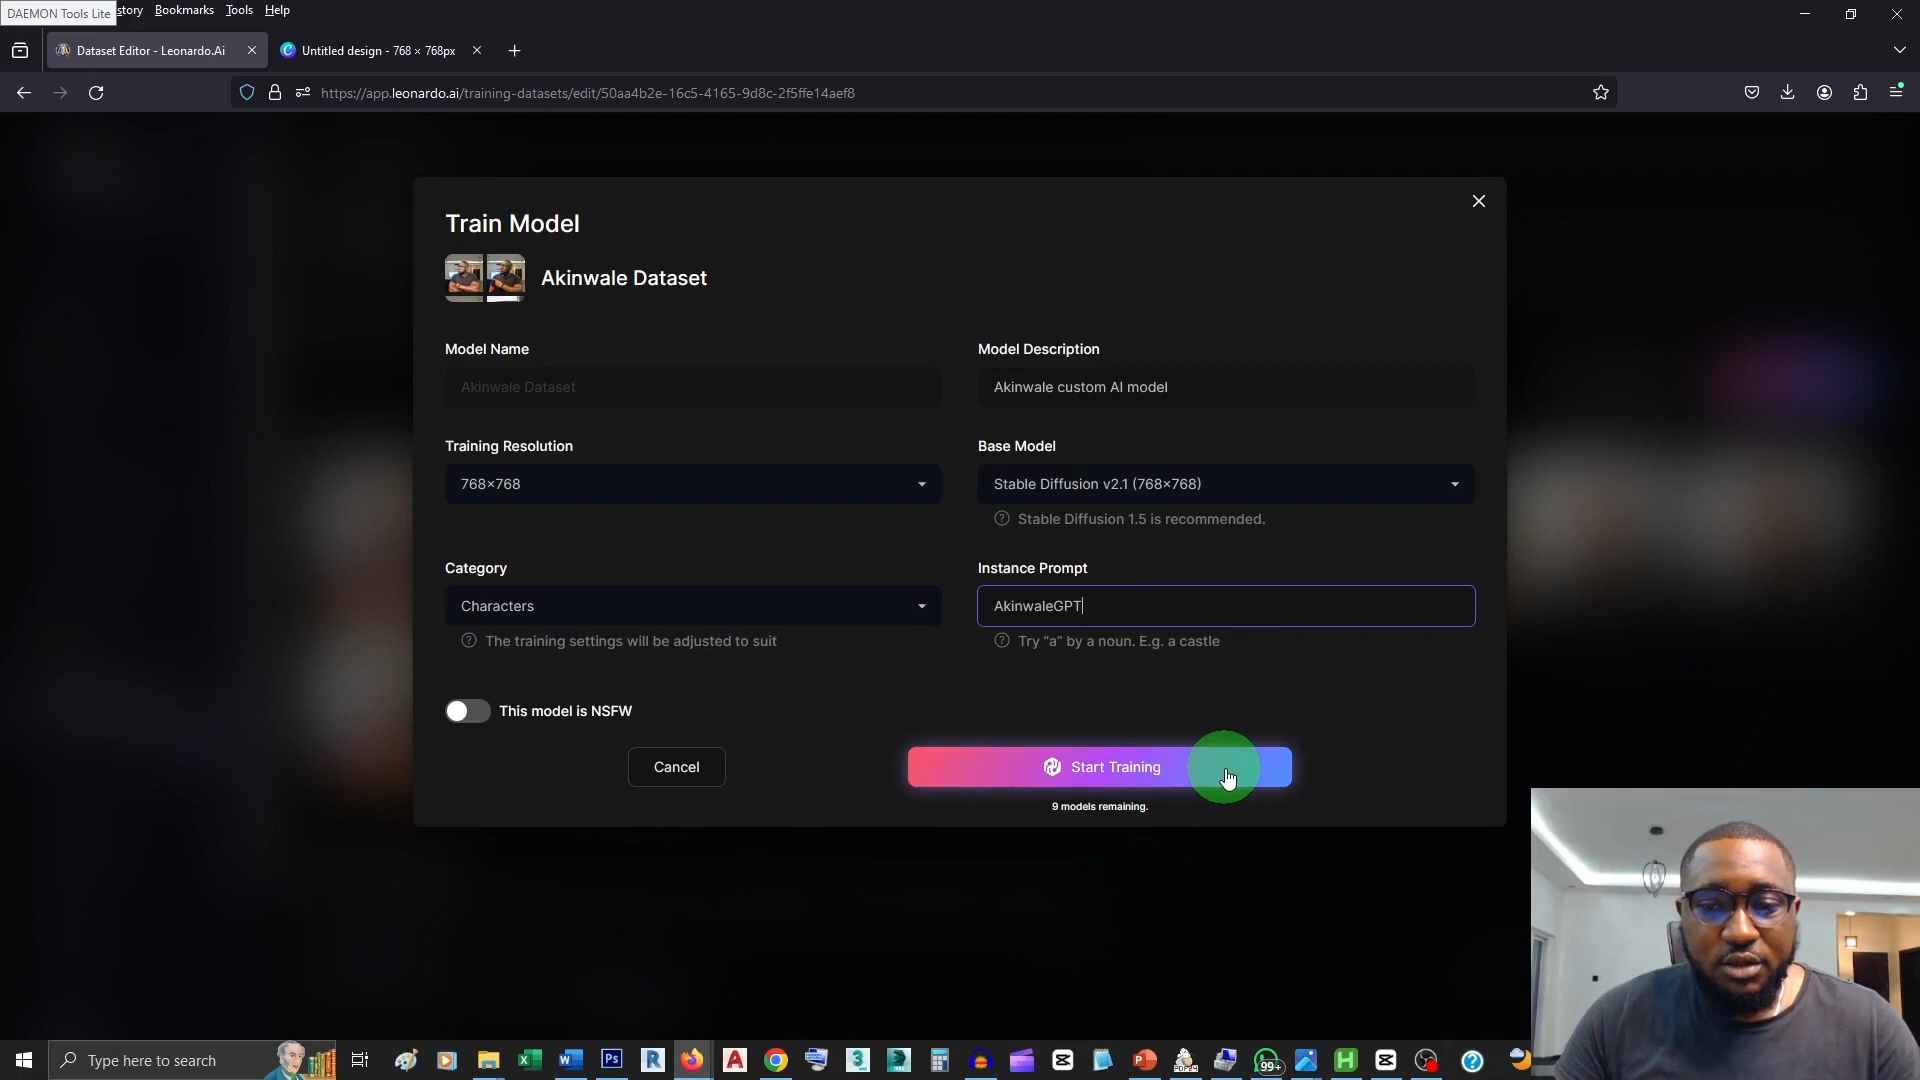 DAEMON Tools Lite
story Bookmarks Tools Help
Dataset Editor - Leonardo.Ai
Untitled design - 768 × 768px
https://app.leonardo.ai/training-datasets/edit/50aa4b2e-16c5-4165-9d8c-2f5ffe14aef8
Train Model
Akinwale Dataset
Model Name
Model Description
Akinwale Dataset
Akinwale custom AI model
Training Resolution
Base Model
768×768
Stable Diffusion v2.1 (768×768)
? Stable Diffusion 1.5 is recommended.
Category
Instance Prompt
Characters
AkinwaleGPT
? The training settings will be adjusted to suit
? Try “a” by a noun. E.g. a castle
This model is NSFW
Cancel
Start Training
9 models remaining.
Type here to search
Ps
R
A
3
P
99+
H
?